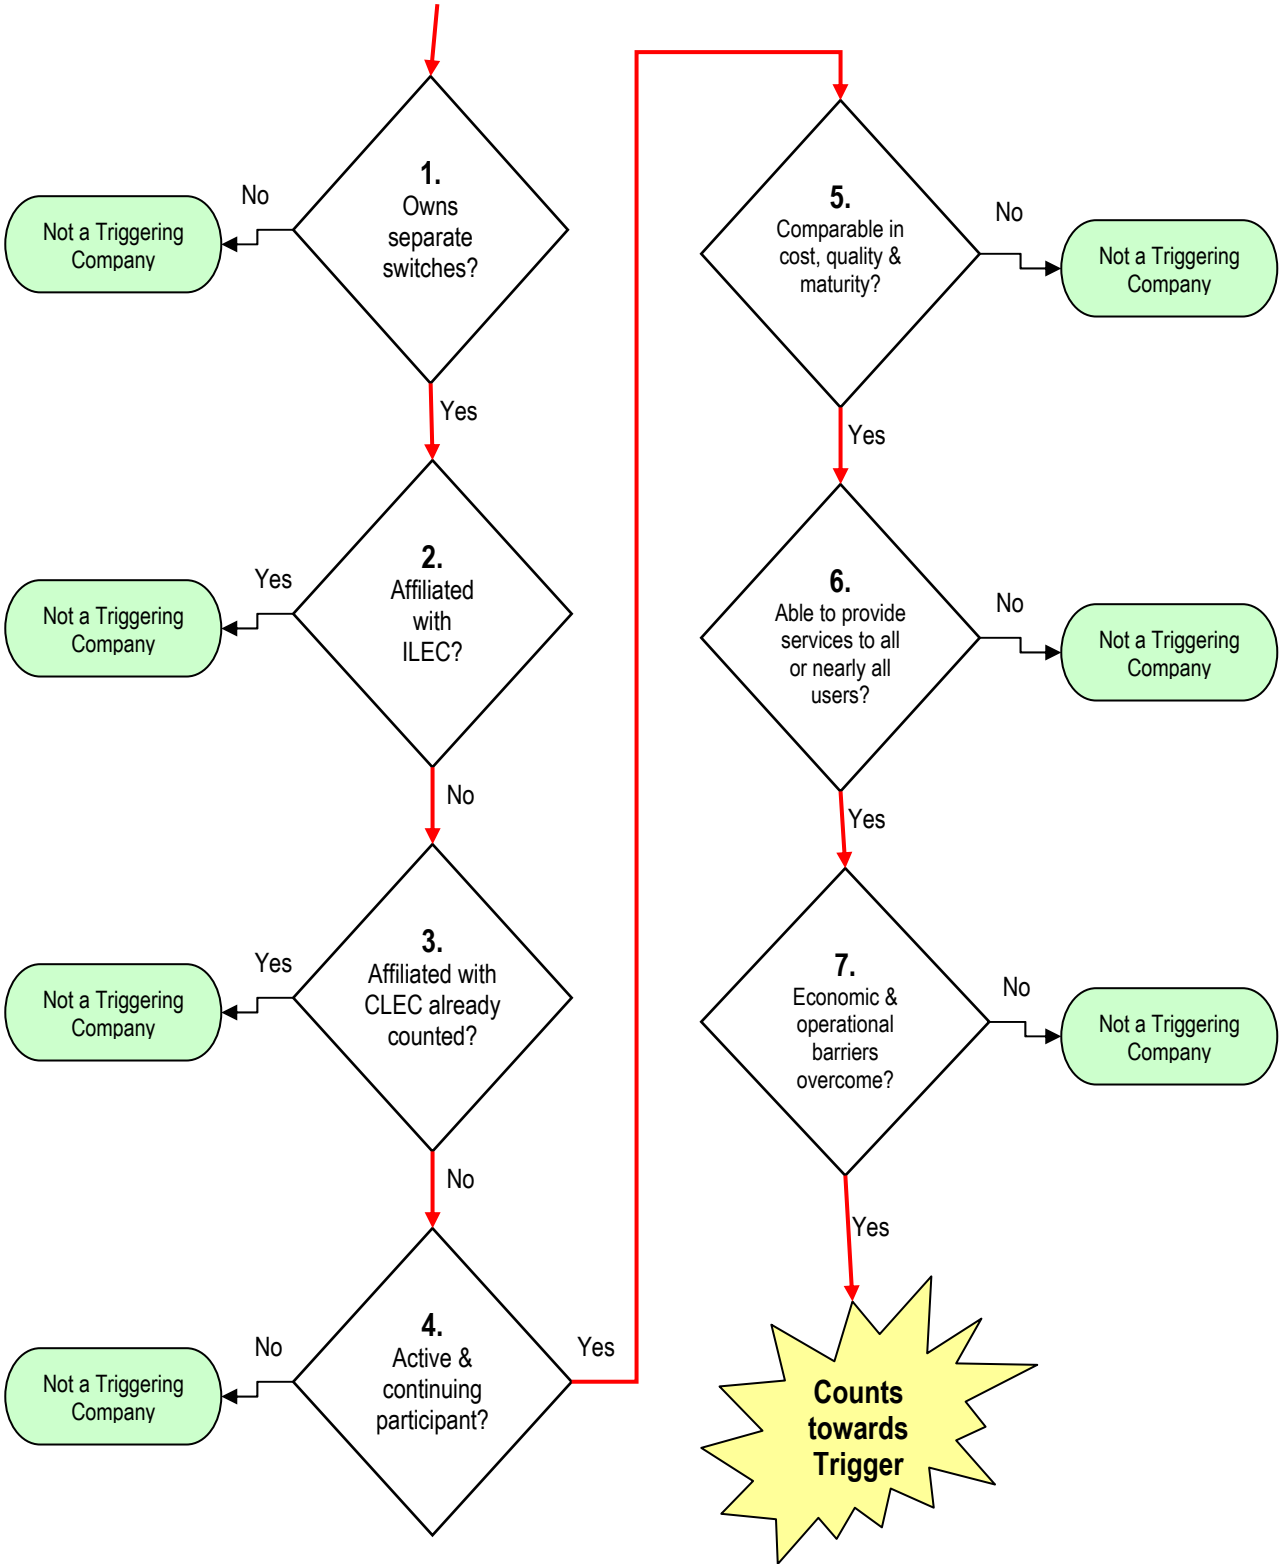 1.
Owns
separate
switches?
No
Not a Triggering
Company
Yes
2.
Affiliated
with
ILEC?
Yes
Not a Triggering
Company
No
3.
Affiliated with
CLEC already
counted?
Yes
Not a Triggering
Company
No
4.
Active &
continuing
participant?
No
Not a Triggering
Company
Yes
5.
Comparable in
cost, quality &
maturity?
No
Not a Triggering
Company
Yes
6.
Able to provide
services to all
or nearly all
users?
No
Not a Triggering
Company
Yes
7.
Economic &
operational
barriers
overcome?
No
Not a Triggering
Company
Yes
Counts
towards
Trigger